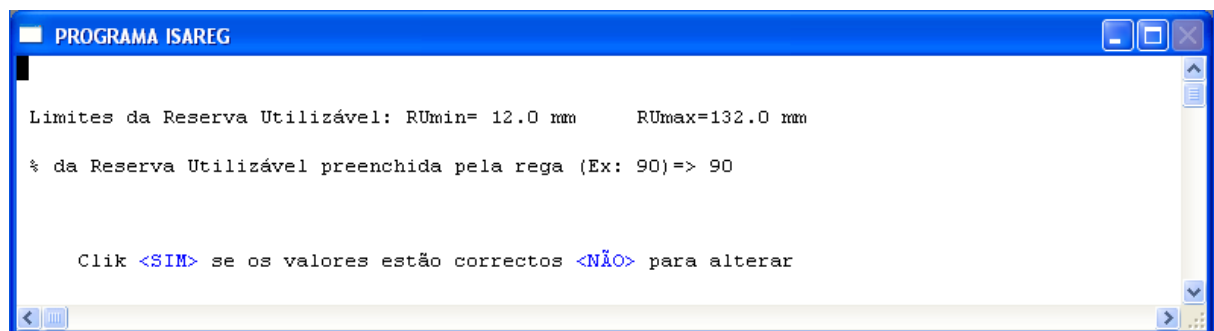 PROGRAMA ISAREG
Limites da Reserva Utilizável: RUmin= 12.0 mm RUmax=132.0 mm
% da Reserva Utilizável preenchida pela rega (Ex: 90)=> 90
Clik <SIM> se os valores estão correctos <NÃO> para alterar